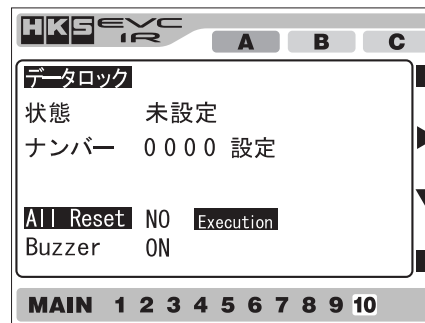 HKS EVC
IR
A B C
データロック
状態 未設定
ナンバー 0000 設定
All Reset NO Execution
Buzzer ON
MAIN 1 2 3 4 5 6 7 8 9 10